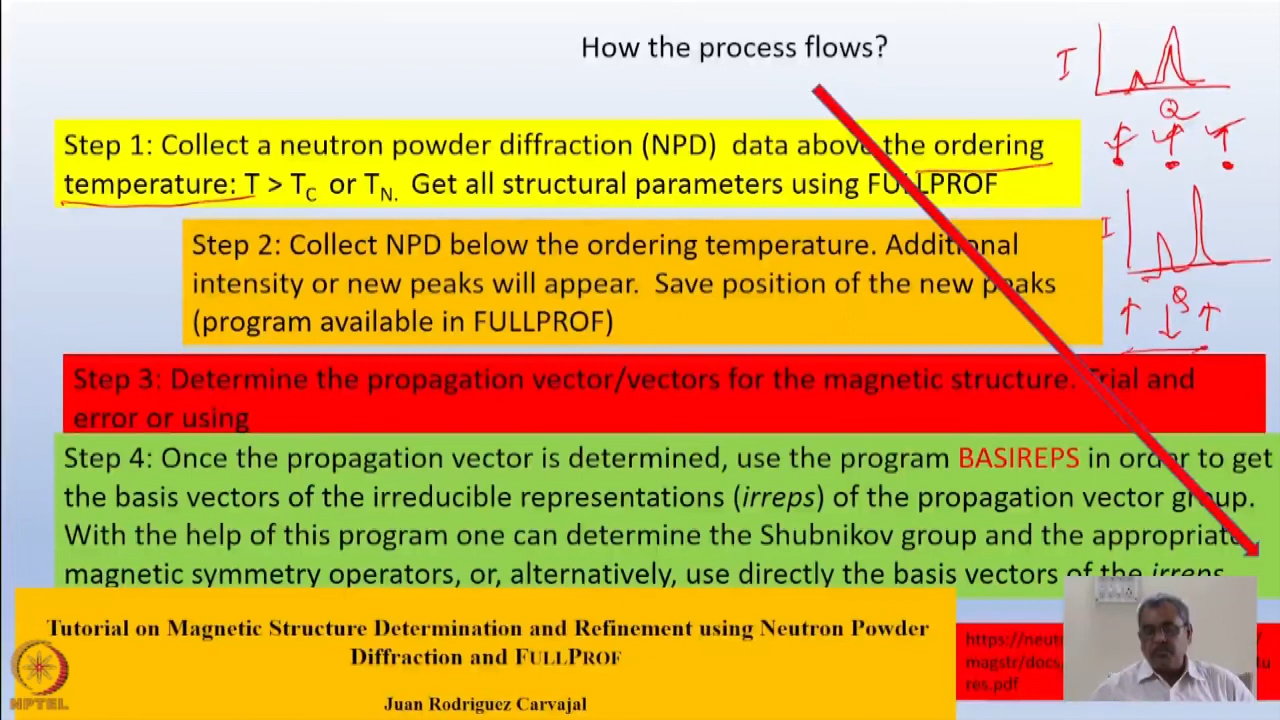 How the process flows?
I
Q
Step 1: Collect a neutron powder diffraction (NPD) data above the ordering
temperature: T > TC or TN. Get all structural parameters using FULLPROF
Step 2: Collect NPD below the ordering temperature. Additional
intensity or new peaks will appear. Save position of the new peaks
(program available in FULLPROF)
I
Q
Step 3: Determine the propagation vector/vectors for the magnetic structure. Trial and
error or using
Step 4: Once the propagation vector is determined, use the program BASIREPS in order to get
the basis vectors of the irreducible representations (irreps) of the propagation vector group.
With the help of this program one can determine the Shubnikov group and the appropriate
magnetic symmetry operators, or, alternatively, use directly the basis vectors of the irreps
Tutorial on Magnetic Structure Determination and Refinement using Neutron Powder
Diffraction and FULLPROF
Juan Rodríguez Carvajal
https://neut
magstr/docs
res.pdf
NPTEL